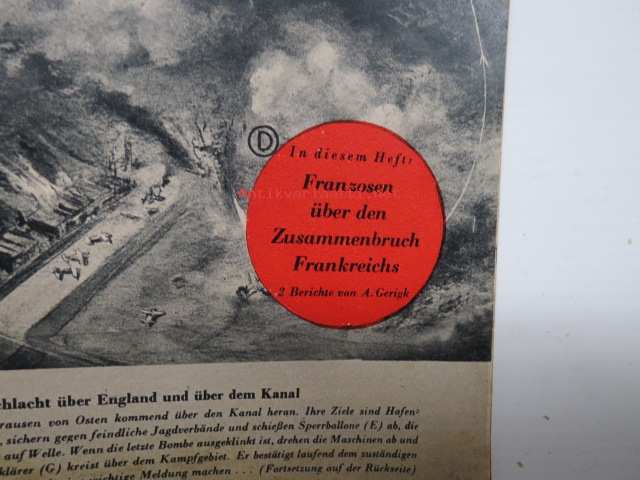 D
In diesem Heft:
Franzosen
über den
Zusammenbruch
Frankreichs
2 Berichte von A. Gerigk
chlacht über England und über dem Kanal
rausen von Osten kommend über den Kanal heran. Ihre Ziele sind Hafen-
, sichern gegen feindliche Jagdverbände und schießen Sperrballone (E) ab, die
auf Welle. Wenn die letzte Bombe ausgeklinkt ist, drehen die Maschinen ab und
klärer (G) kreist über dem Kampfgebiet. Er bestätigt laufend dem zuständigen
wichtige Meldung machen . . . (Fortsetzung auf der Rückseite)